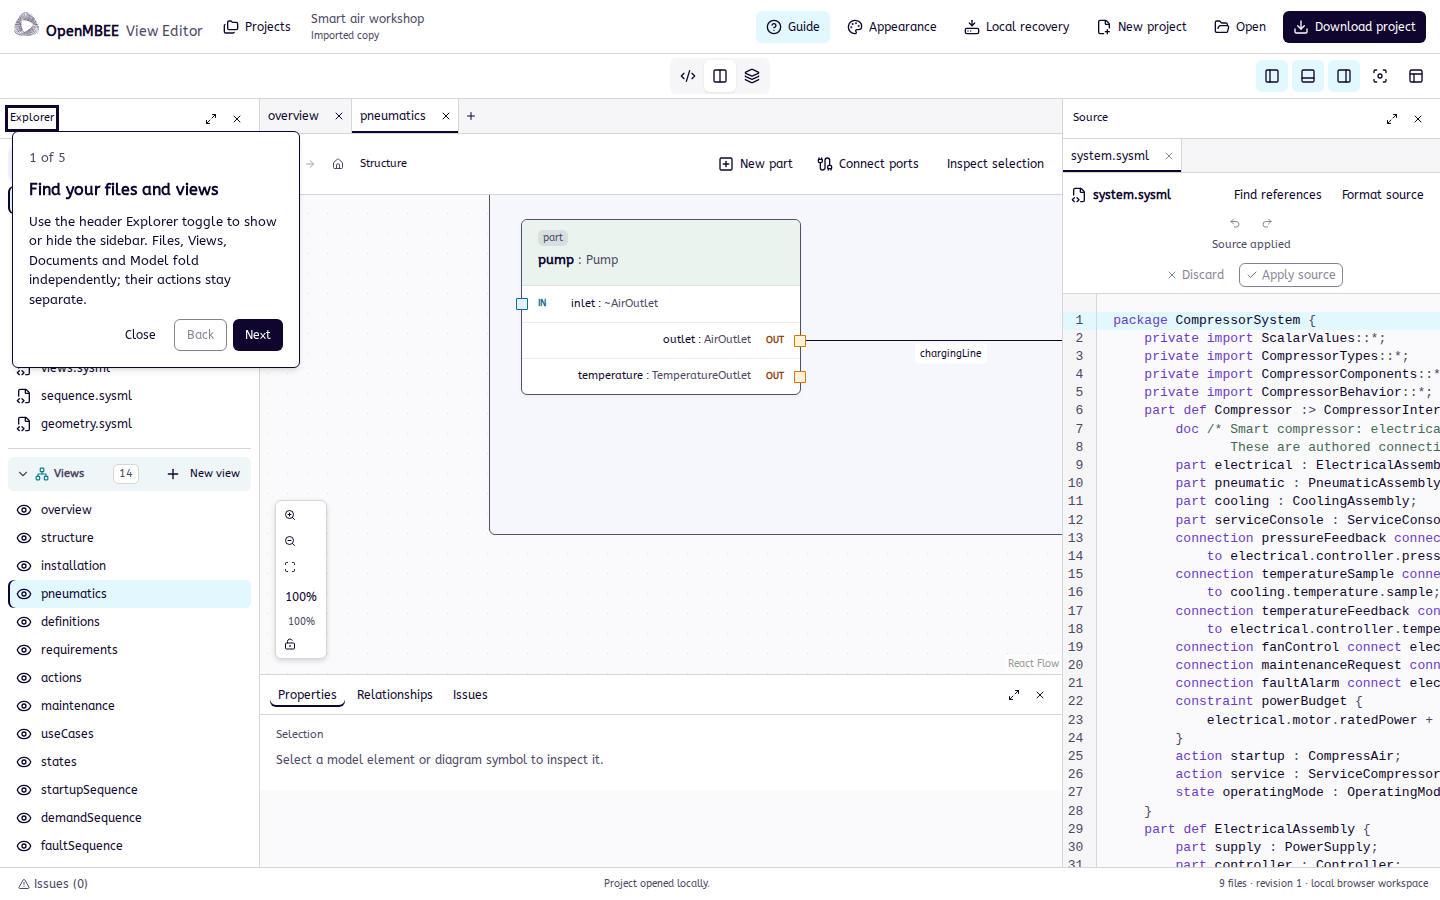 OpenMBEE View Editor
Projects
Smart air workshop
Imported copy
Guide
Appearance
Local recovery
New project
Open
Download project
Explorer
1 of 5
Find your files and views
Use the header Explorer toggle to show
or hide the sidebar. Files, Views,
Documents and Model fold
independently; their actions stay
separate.
Close
Back
Next
views.sysml
sequence.sysml
geometry.sysml
Views
14
New view
overview
structure
installation
pneumatics
definitions
requirements
actions
maintenance
useCases
states
startupSequence
demandSequence
faultSequence
overview
pneumatics
Structure
New part
Connect ports
Inspect selection
part
pump : Pump
IN inlet : ~AirOutlet
outlet : AirOutlet OUT
temperature : TemperatureOutlet OUT
chargingLine
100%
100%
React Flow
Properties
Relationships
Issues
Selection
Select a model element or diagram symbol to inspect it.
Source
system.sysml
system.sysml
Find references
Format source
Source applied
Discard
Apply source
1 package CompressorSystem {
2 private import ScalarValues::*;
3 private import CompressorTypes::*;
4 private import CompressorComponents::*
5 private import CompressorBehavior::*;
6 part def Compressor :> CompressorInter
7 doc /* Smart compressor: electrica
8 These are authored connecti
9 part electrical : ElectricalAssemb
10 part pneumatic : PneumaticAssembly
11 part cooling : CoolingAssembly;
12 part serviceConsole : ServiceConso
13 connection pressureFeedback connec
14 to electrical.controller.press
15 connection temperatureSample conne
16 to cooling.temperature.sample;
17 connection temperatureFeedback con
18 to electrical.controller.tempe
19 connection fanControl connect elec
20 connection maintenanceRequest conn
21 connection faultAlarm connect elec
22 constraint powerBudget {
23 electrical.motor.ratedPower +
24 }
25 action startup : CompressAir;
26 action service : ServiceCompressor
27 state operatingMode : OperatingMod
28 }
29 part def ElectricalAssembly {
30 part supply : PowerSupply;
31 part controller : Controller;
Issues (0)
Project opened locally.
9 files · revision 1 · local browser workspace